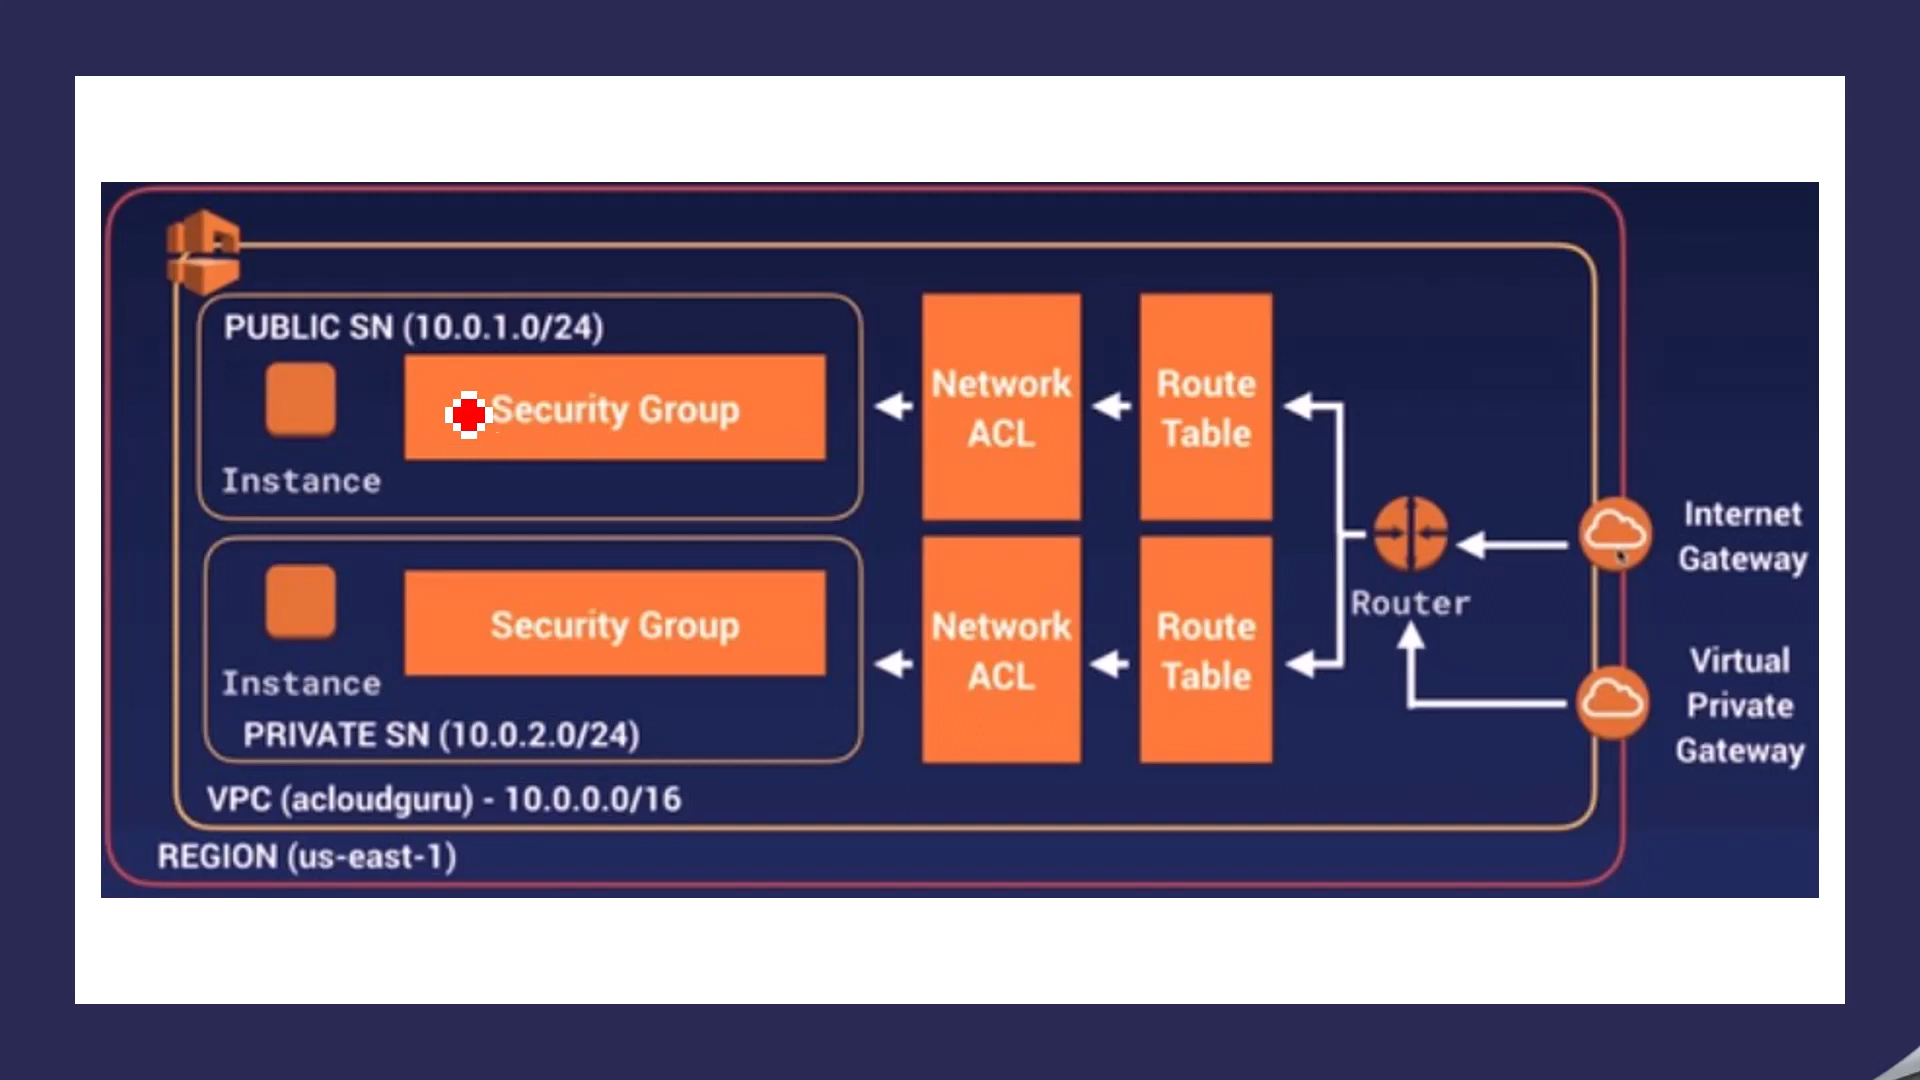 PUBLIC SN (10.0.1.0/24)
Security Group
Instance
Network
ACL
Route
Table
Internet
Gateway
Router
Security Group
Instance
PRIVATE SN (10.0.2.0/24)
Network
ACL
Route
Table
Virtual
Private
Gateway
VPC (acloudguru) - 10.0.0.0/16
REGION (us-east-1)